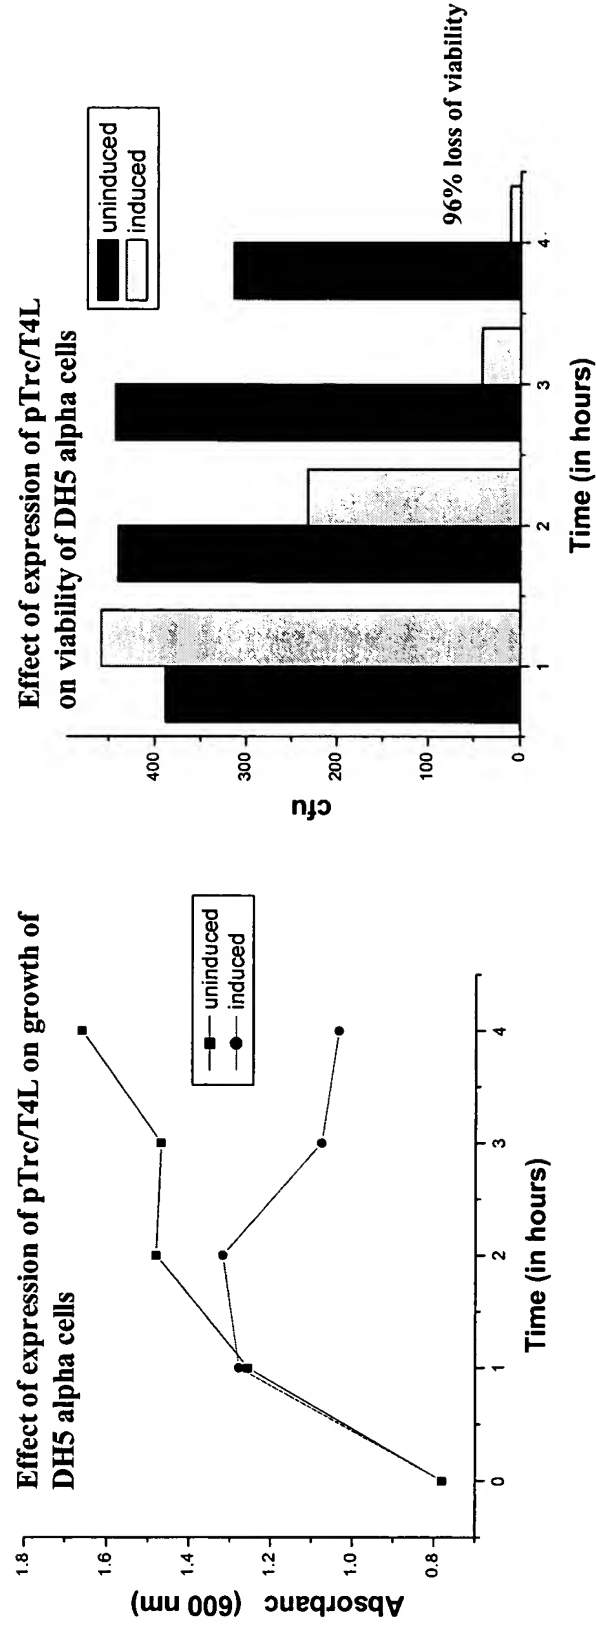 Effect of expression of pTrc/T4L on growth of
DH5 alpha cells
uninduced
induced
1.8
1.6
1.4
1.2
1.0
0.8
Absorbanc (600 nm)
0 1 2 3 4
Time (in hours)
Effect of expression of pTrc/T4L
on viability of DH5 alpha cells
uninduced
induced
400
300
200
100
0
cfu
96% loss of viability
1 2 3 4
Time (in hours)